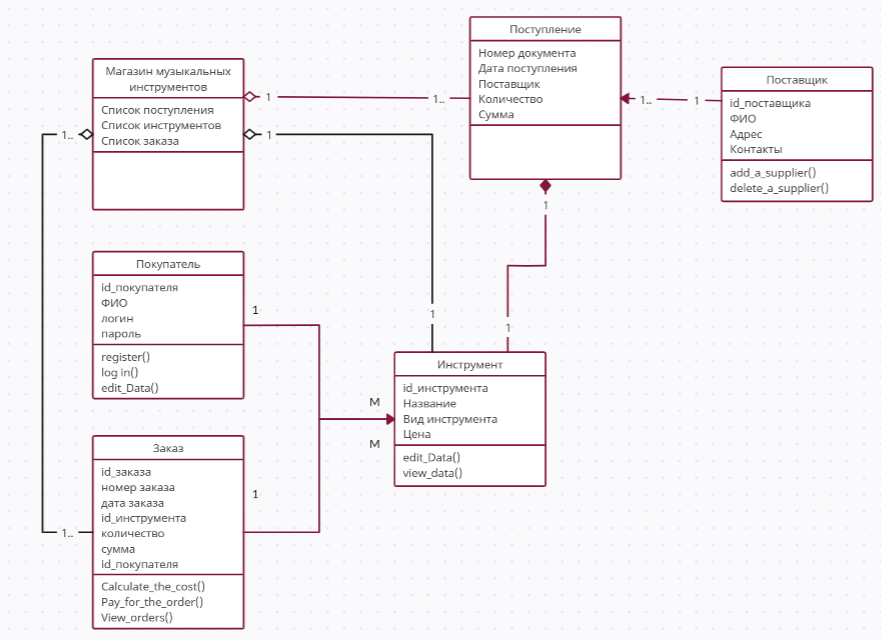 Поступление
Номер документа
Дата поступления
Поставщик
Количество
Сумма
Магазин музыкальных
инструментов
Список поступления
Список инструментов
Список заказа
Поставщик
id_поставщика
ФИО
Адрес
Контакты
add_a_supplier()
delete_a_supplier()
1
1..
1..
1
1..
1
1
1
1
Покупатель
id_покупателя
ФИО
логин
пароль
register()
log in()
edit_Data()
1
Инструмент
id_инструмента
Название
Вид инструмента
Цена
edit_Data()
view_data()
M
M
Заказ
id_заказа
номер заказа
дата заказа
id_инструмента
количество
сумма
id_покупателя
Calculate_the_cost()
Pay_for_the_order()
View_orders()
1
1..